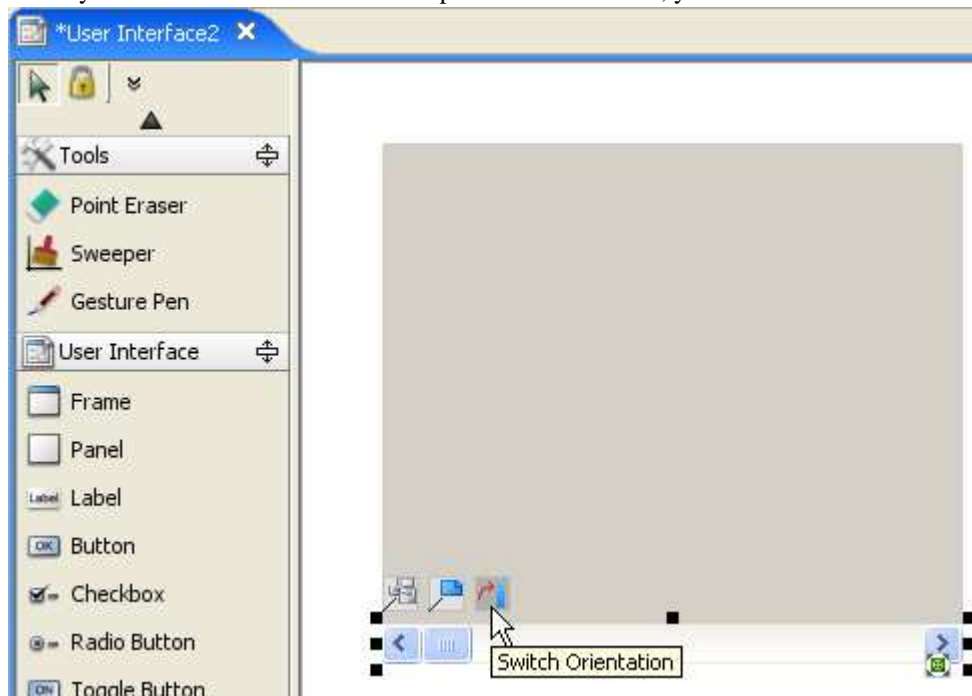 *User Interface2
Tools
Point Eraser
Sweeper
Gesture Pen
User Interface
Frame
Panel
Label Label
OK Button
Checkbox
Radio Button
ON Toggle Button
Switch Orientation